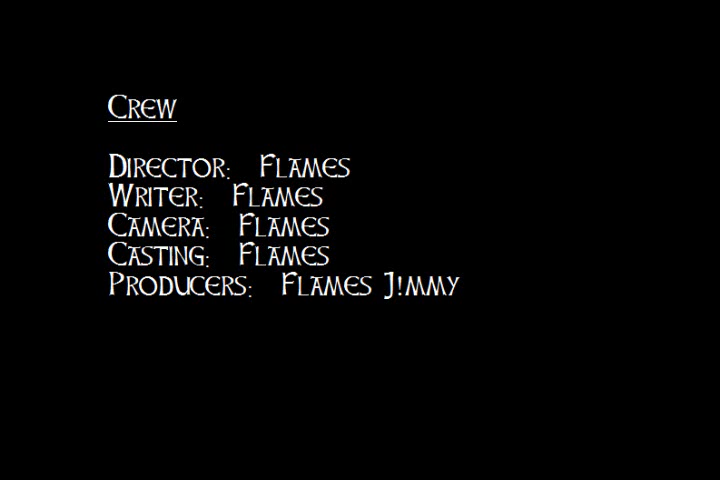 Crew
Director: Flames
Writer: Flames
Camera: Flames
Casting: Flames
Producers: Flames J!mmy